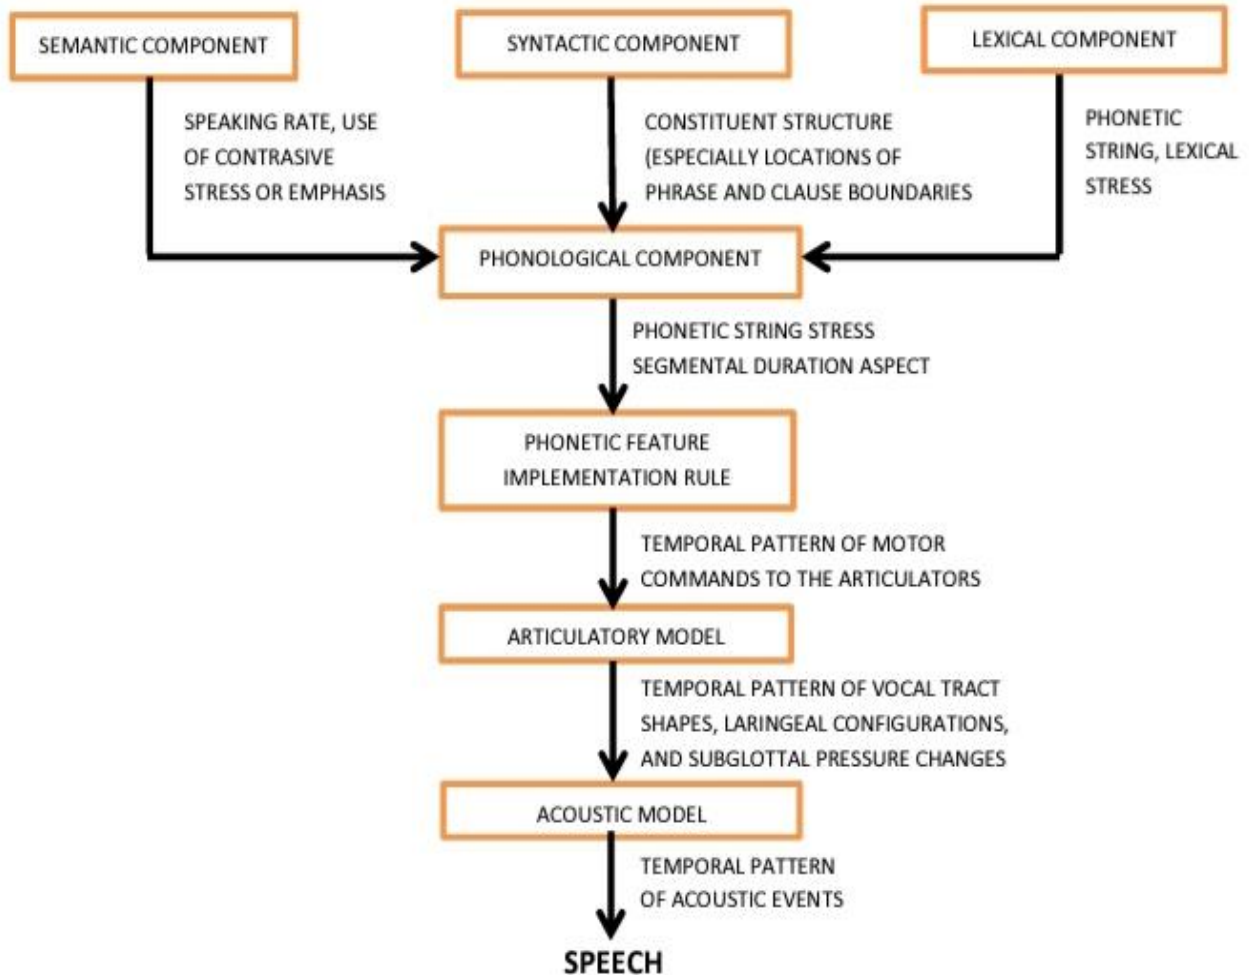 SEMANTIC COMPONENT
SYNTACTIC COMPONENT
LEXICAL COMPONENT
SPEAKING RATE, USE
OF CONTRASIVE
STRESS OR EMPHASIS
CONSTITUENT STRUCTURE
(ESPECIALLY LOCATIONS OF
PHRASE AND CLAUSE BOUNDARIES
PHONETIC
STRING, LEXICAL
STRESS
PHONOLOGICAL COMPONENT
PHONETIC STRING STRESS
SEGMENTAL DURATION ASPECT
PHONETIC FEATURE
IMPLEMENTATION RULE
TEMPORAL PATTERN OF MOTOR
COMMANDS TO THE ARTICULATORS
ARTICULATORY MODEL
TEMPORAL PATTERN OF VOCAL TRACT
SHAPES, LARINGEAL CONFIGURATIONS,
AND SUBGLOTTAL PRESSURE CHANGES
ACOUSTIC MODEL
TEMPORAL PATTERN
OF ACOUSTIC EVENTS
SPEECH